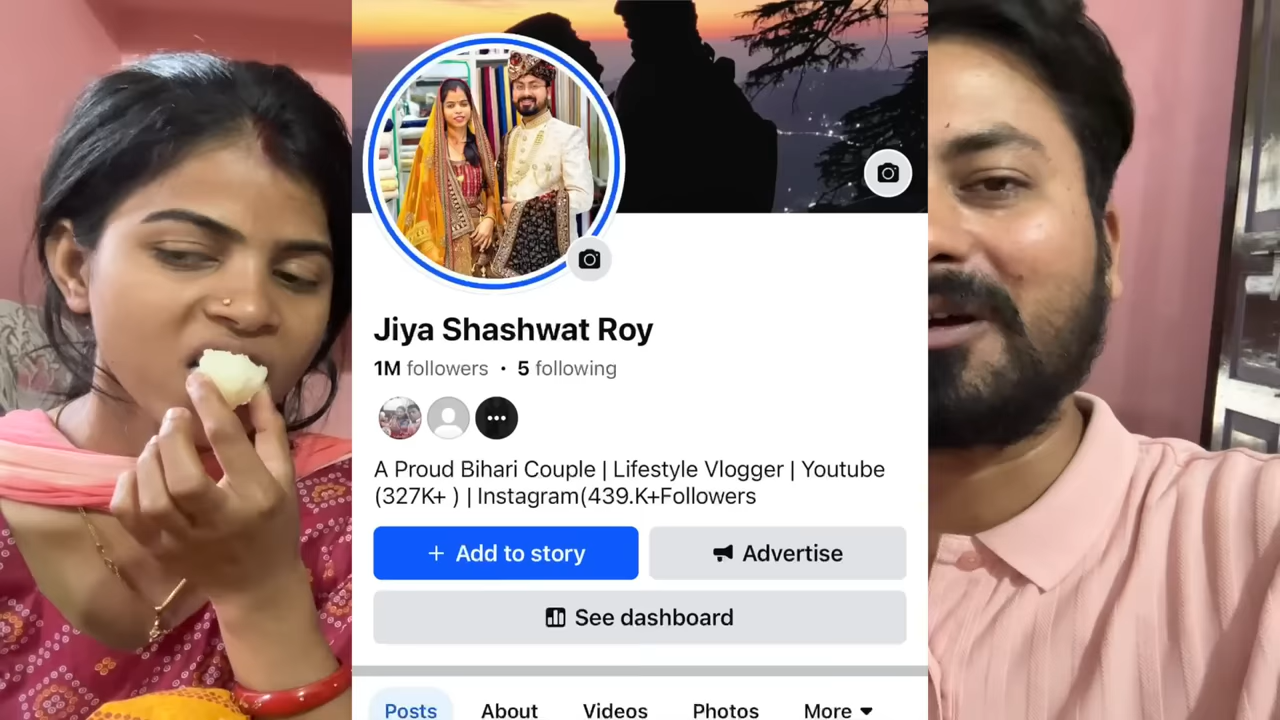 Jiya Shashwat Roy
1M followers · 5 following
A Proud Bihari Couple | Lifestyle Vlogger | Youtube
(327K+ ) | Instagram(439.K+Followers
+ Add to story
Advertise
See dashboard
Posts About Videos Photos More